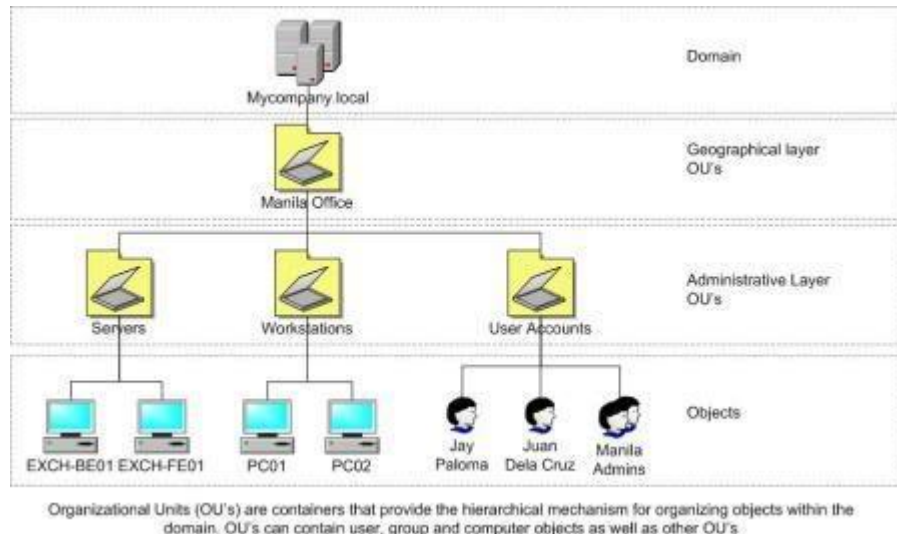 Domain
Mycompany.local
Geographical layer
OU's
Manila Office
Administrative Layer
OU's
Servers
Workstations
User Accounts
Objects
EXCH-BE01
EXCH-FE01
PC01
PC02
Jay
Paloma
Juan
Dela Cruz
Manila
Admins
Organizational Units (OU's) are containers that provide the hierarchical mechanism for organizing objects within the
domain. OU's can contain user, group and computer objects as well as other OU's